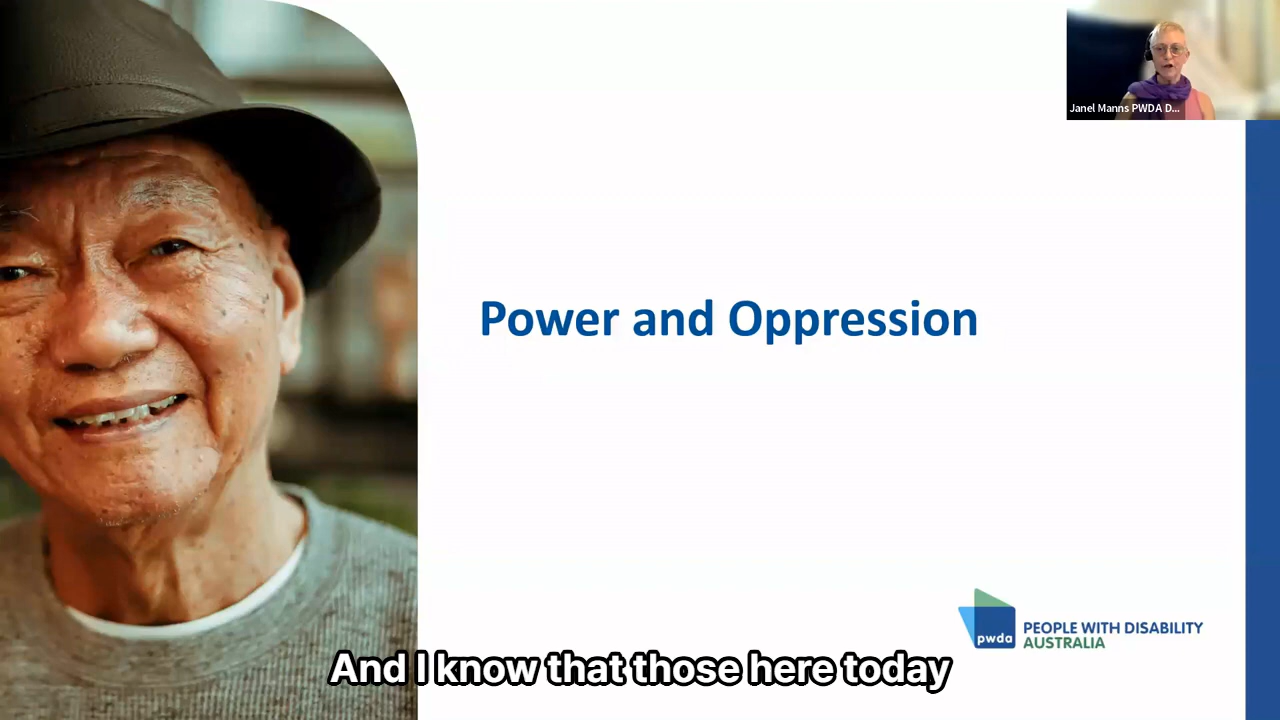 Janel Manns PWDA D...
Power and Oppression
pwda
PEOPLE WITH DISABILITY
AUSTRALIA
And I know that those here today